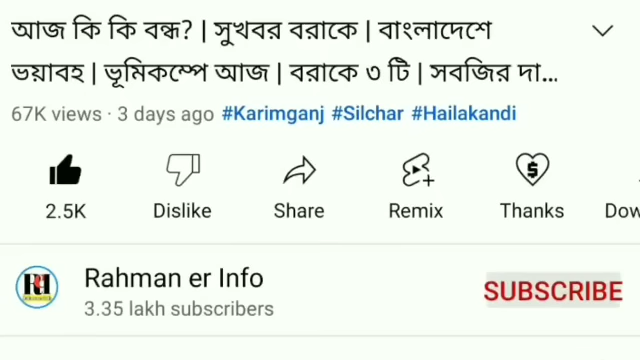 আজ কি কি বন্ধ? | সুখবর বরাকে | বাংলাদেশে
ভয়াবহ | ভূমিকম্পে আজ | বরাকে ৩ টি | সবজির দা...
67K views · 3 days ago #Karimganj #Silchar #Hailakandi
2.5K Dislike Share Remix Thanks Dow
Rahman er Info
3.35 lakh subscribers
SUBSCRIBE